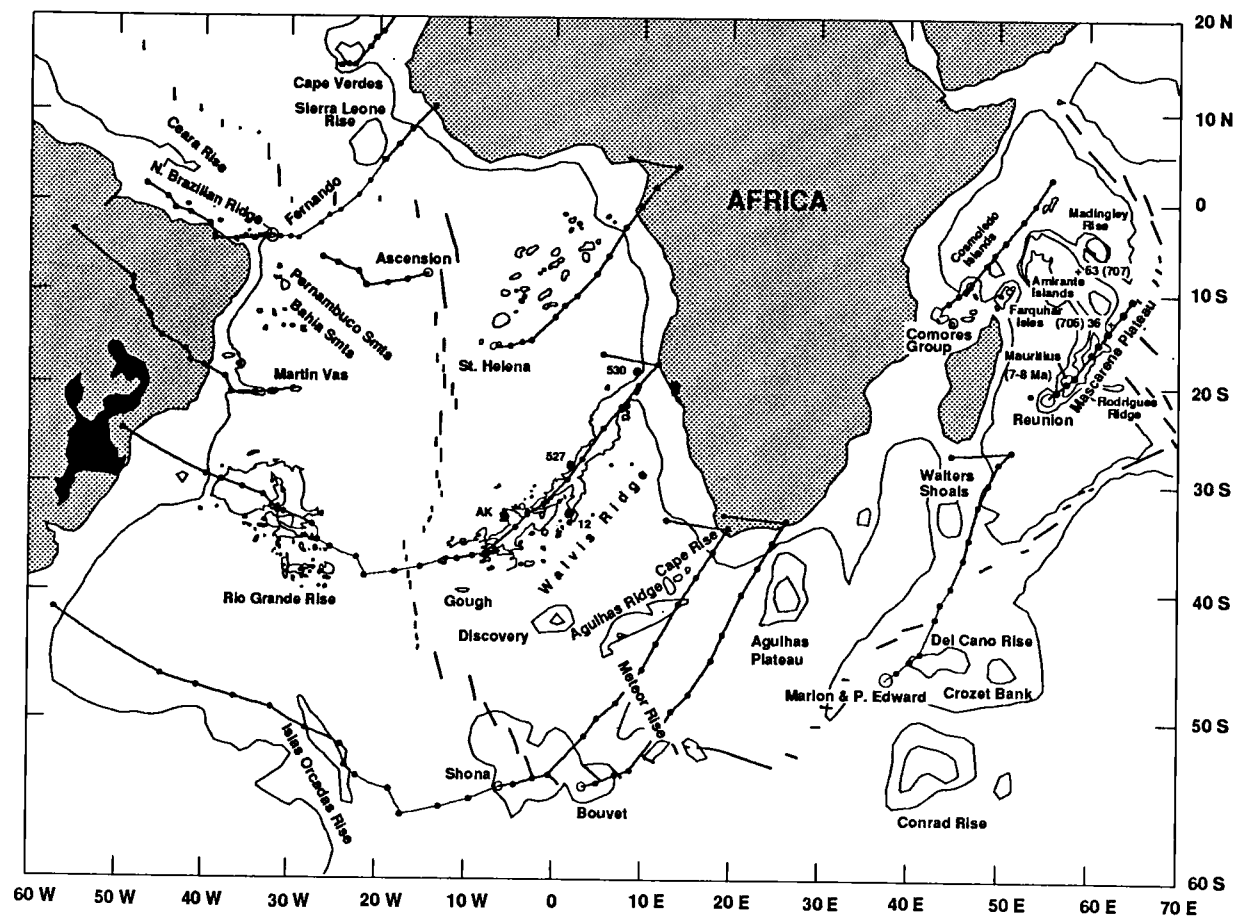 20 N
Cape Verdes
Sierra Leone
Rise
10 N
Ceara Rise
N. Brazilian Ridge
Fernando
AFRICA
0
Madingley
Rise
Cosmoledo
Islands
Ascension
63 (707)
Amirante
Islands
10 S
Pernambuco Smts
Bahia Smts
Farquhar
Isles
(706) 36
Comores
Group
Mascarene Plateau
St. Helena
Mauritius
(7-8 Ma)
530
Martin Vas
20 S
Rodrigues
Ridge
Reunion
527
Walters
Shoals
30 S
AK
12
Walvis Ridge
Cape Rise
Rio Grande Rise
Gough
Agulhas Ridge
40 S
Discovery
Agulhas
Plateau
Del Cano Rise
Meteor Rise
Marion & P. Edward
Crozet Bank
50 S
Islas Orcadas Rise
Shona
Bouvet
Conrad Rise
60 S
60 W 50 W 40 W 30 W 20 W 10 W 0 10 E 20 E 30 E 40 E 50 E 60 E 70 E